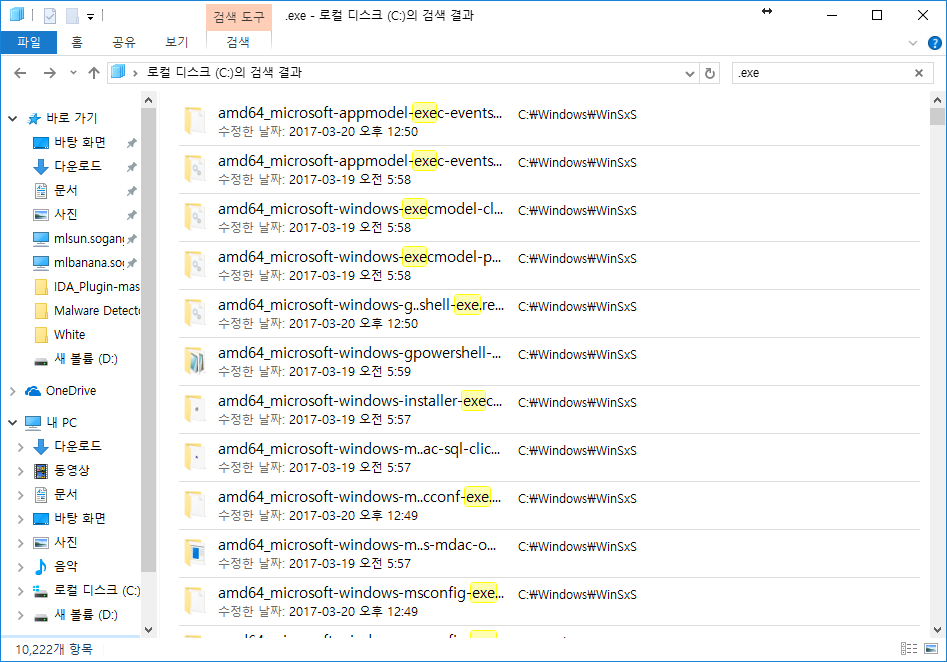 검색 도구
.exe - 로컬 디스크 (C:)의 검색 결과
파일 홈 공유 보기 검색
로컬 디스크 (C:)의 검색 결과
.exe
바로 가기
바탕 화면
다운로드
문서
사진
mlsun.sogang
mlbanana.so
IDA_Plugin-mas
Malware Detecto
White
새 볼륨 (D:)
OneDrive
내 PC
다운로드
동영상
문서
바탕 화면
사진
음악
로컬 디스크 (C:)
새 볼륨 (D:)
amd64_microsoft-appmodel-exec-events... C:₩Windows₩WinSxS
수정한 날짜: 2017-03-20 오후 12:50
amd64_microsoft-appmodel-exec-events... C:₩Windows₩WinSxS
수정한 날짜: 2017-03-19 오전 5:58
amd64_microsoft-windows-execmodel-cl... C:₩Windows₩WinSxS
수정한 날짜: 2017-03-19 오전 5:58
amd64_microsoft-windows-execmodel-p... C:₩Windows₩WinSxS
수정한 날짜: 2017-03-19 오전 5:58
amd64_microsoft-windows-g..shell-exe.re... C:₩Windows₩WinSxS
수정한 날짜: 2017-03-20 오후 12:50
amd64_microsoft-windows-gpowershell-... C:₩Windows₩WinSxS
수정한 날짜: 2017-03-19 오전 5:59
amd64_microsoft-windows-installer-exec... C:₩Windows₩WinSxS
수정한 날짜: 2017-03-19 오전 5:57
amd64_microsoft-windows-m..ac-sql-clic... C:₩Windows₩WinSxS
수정한 날짜: 2017-03-19 오전 5:57
amd64_microsoft-windows-m..cconf-exe.... C:₩Windows₩WinSxS
수정한 날짜: 2017-03-20 오후 12:49
amd64_microsoft-windows-m..s-mdac-o... C:₩Windows₩WinSxS
수정한 날짜: 2017-03-19 오전 5:57
amd64_microsoft-windows-msconfig-exe... C:₩Windows₩WinSxS
수정한 날짜: 2017-03-20 오후 12:49
10,222개 항목